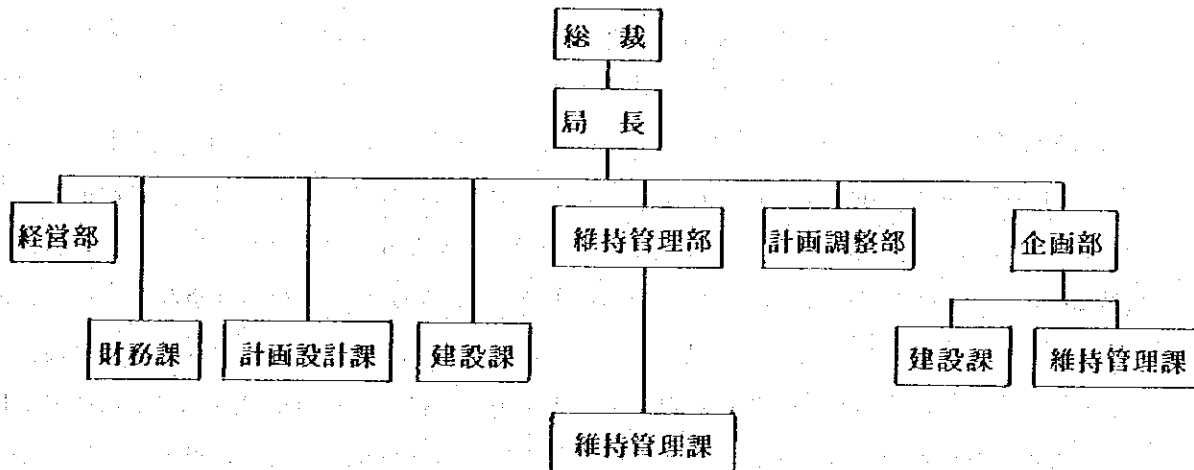 総　裁
局　長
経営部
維持管理部
計画調整部
企画部
財務課
計画設計課
建設課
建設課
維持管理課
維持管理課